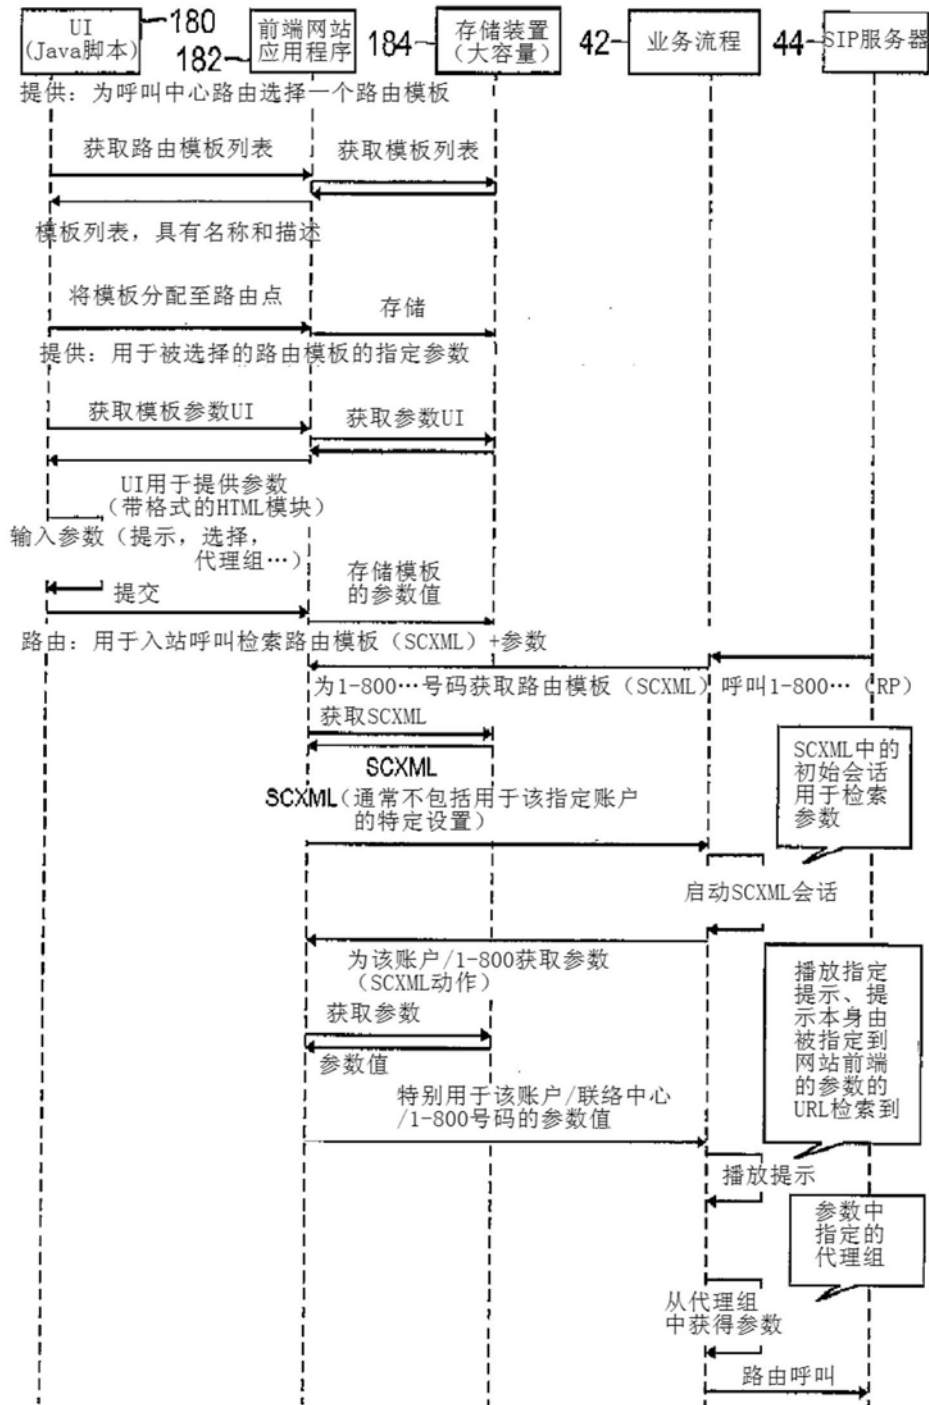 UI
(Java脚本)
180
182
前端网站
应用程序
184
存储装置
(大容量)
42
业务流程
44
SIP服务器
提供：为呼叫中心路由选择一个路由模板
获取路由模板列表
获取模板列表
模板列表，具有名称和描述
将模板分配至路由点
存储
提供：用于被选择的路由模板的指定参数
获取模板参数UI
获取参数UI
UI用于提供参数
(带格式的HTML模块)
输入参数（提示，选择，
代理组…）
提交
存储模板
的参数值
路由：用于入站呼叫检索路由模板（SCXML）+参数
为1-800…号码获取路由模板（SCXML）
呼叫1-800…（RP）
获取SCXML
SCXML
SCXML（通常不包括用于该指定账户
的特定设置）
SCXML中的
初始会话
用于检索
参数
启动SCXML会话
为该账户/1-800获取参数
（SCXML动作）
获取参数
参数值
特别用于该账户/联络中心
/1-800号码的参数值
播放指定
提示、提
示本身由
被指定到
网站前端
的参数的
URL检索到
播放提示
参数中
指定的
代理组
从代理组
中获得参数
路由呼叫